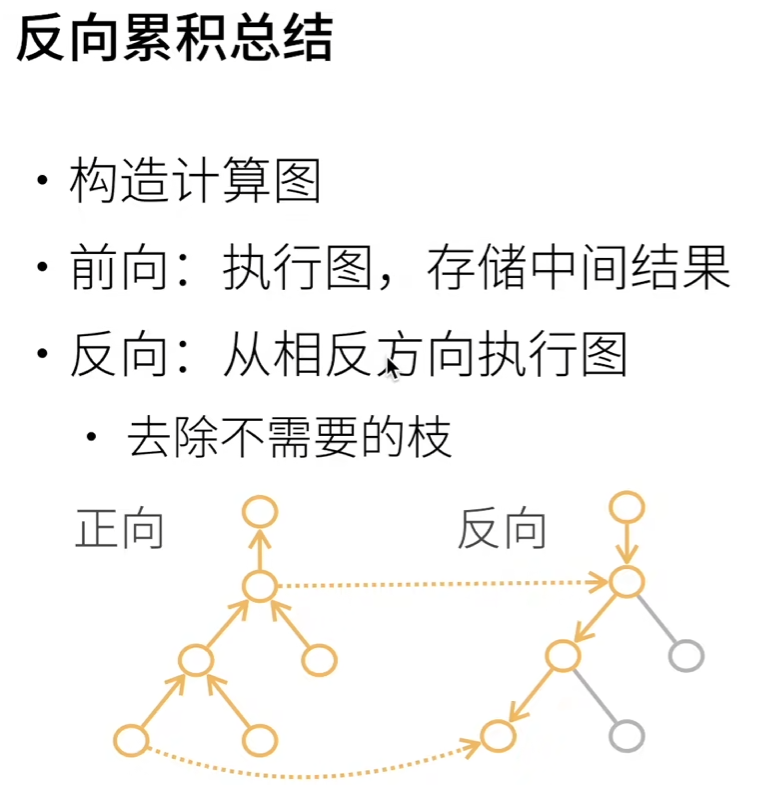 反向累积总结
• 构造计算图
• 前向：执行图，存储中间结果
• 反向：从相反方向执行图
• 去除不需要的枝
正向
反向